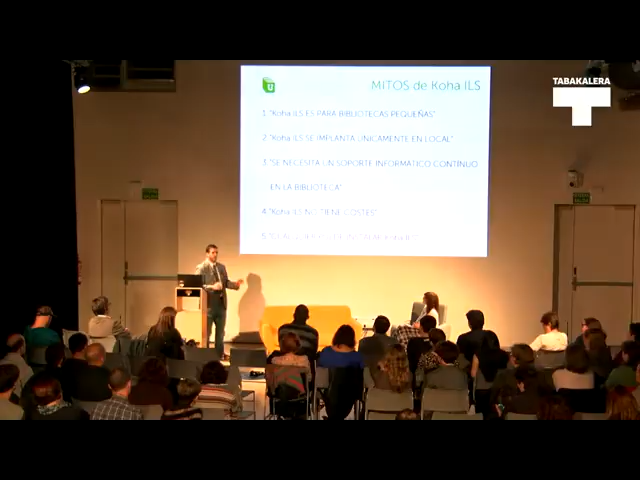 MITOS de Koha ILS
1."Koha ILS ES PARA BIBLIOTECAS PEQUEÑAS"
2."Koha ILS SE IMPLANTA ÚNICAMENTE EN LOCAL"
3."SE NECESITA UN SOPORTE INFORMÁTICO CONTINUO
EN LA BIBLIOTECA"
4."Koha ILS NO TIENE COSTES"
5.
TABAKALERA
T